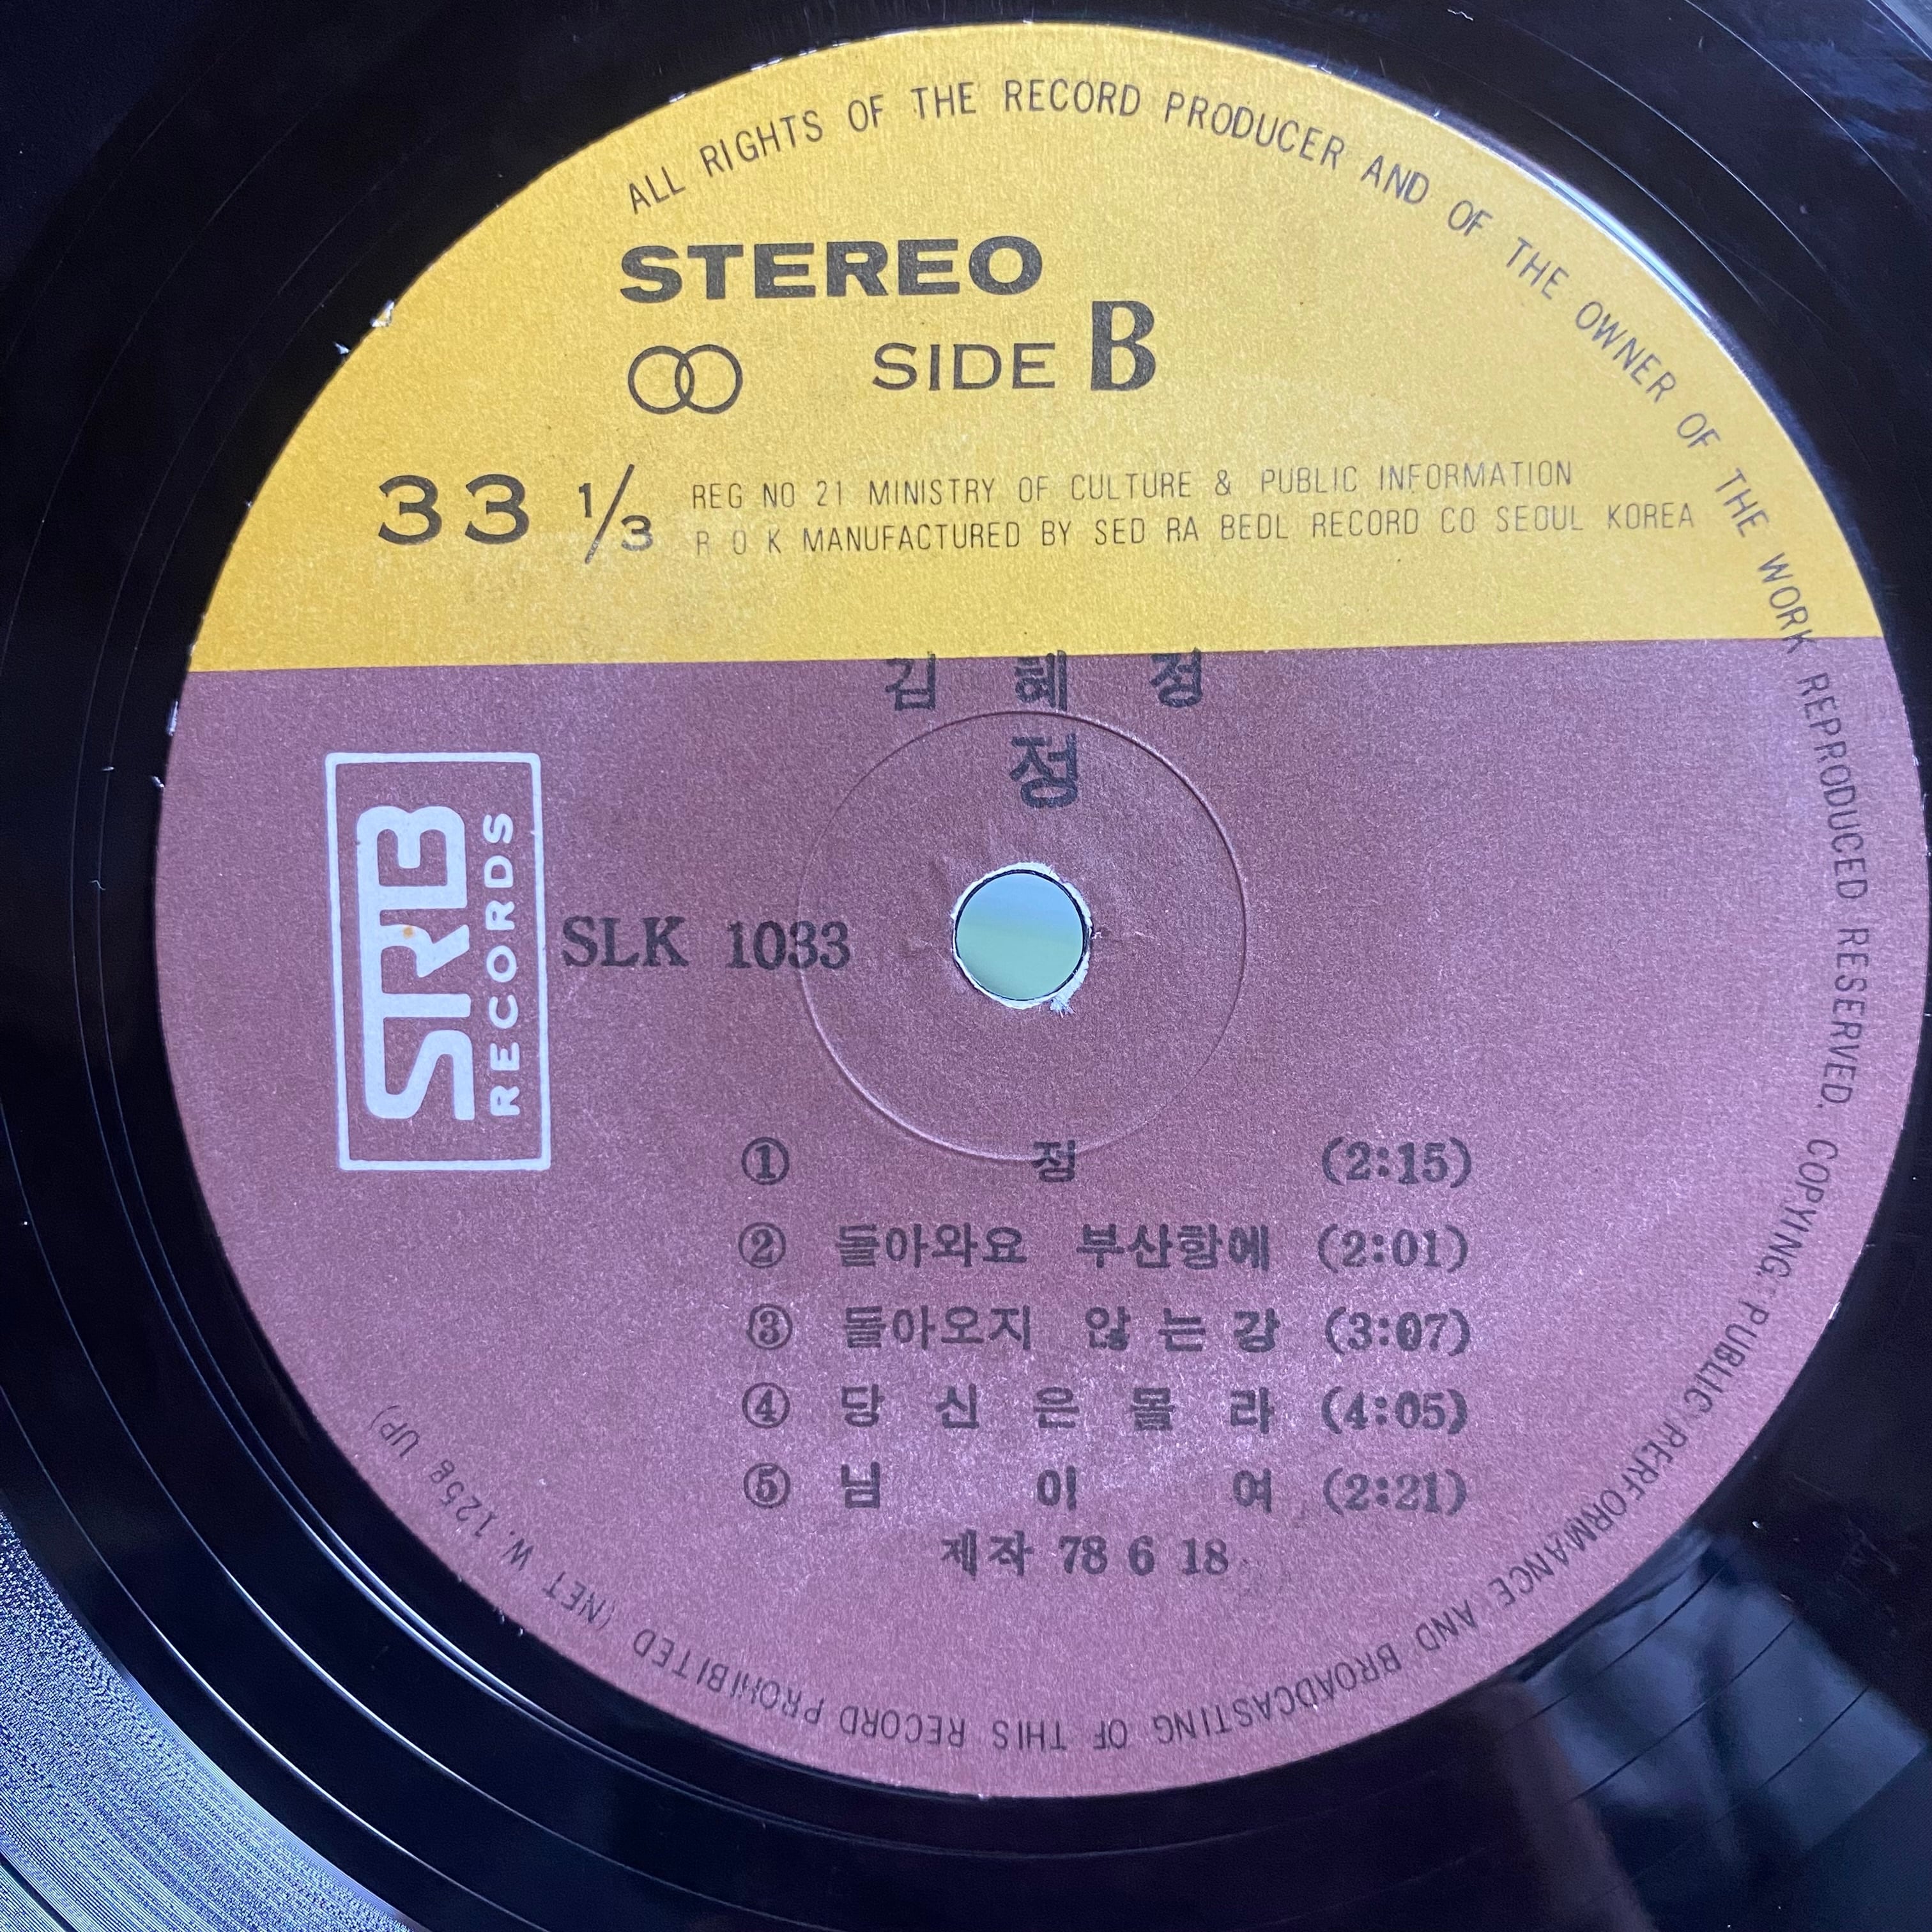 ALL RIGHTS OF THE RECORD PRODUCER AND OF THE OWNER OF THE WORK REPRODUCED RESERVED. COPYING. PUBLIC PERFORMANCE AND BROADCASTING OF THIS RECORD PROHIBITED (NET W. 125g UP)
STEREO
SIDE B
33 1/3
REG NO 21 MINISTRY OF CULTURE & PUBLIC INFORMATION
R O K MANUFACTURED BY SED RA BEDL RECORD CO SEOUL KOREA
김 혜 정
정
SRB RECORDS
SLK 1033
① 정 (2:15)
② 돌아와요 부산항에 (2:01)
③ 돌아오지 않는강 (3:07)
④ 당신은몰라 (4:05)
⑤ 님이여 (2:21)
제작 78 6 18